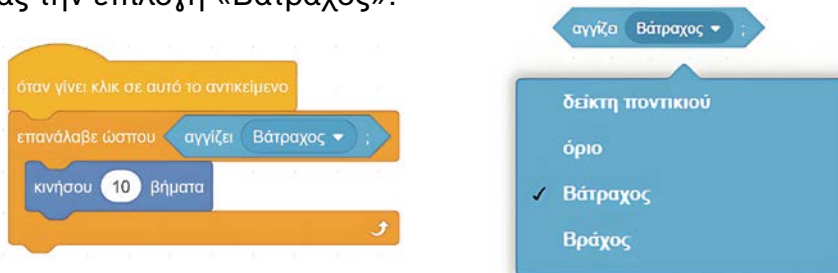 ας την επιλογή «Βάτραχος».
όταν γίνει κλικ σε αυτό το αντικείμενο
επανάλαβε ώσπου αγγίζει Βάτραχος ;
κινήσου 10 βήματα
αγγίζει Βάτραχος ;
δείκτη ποντικιού
όριο
✓ Βάτραχος
Βράχος